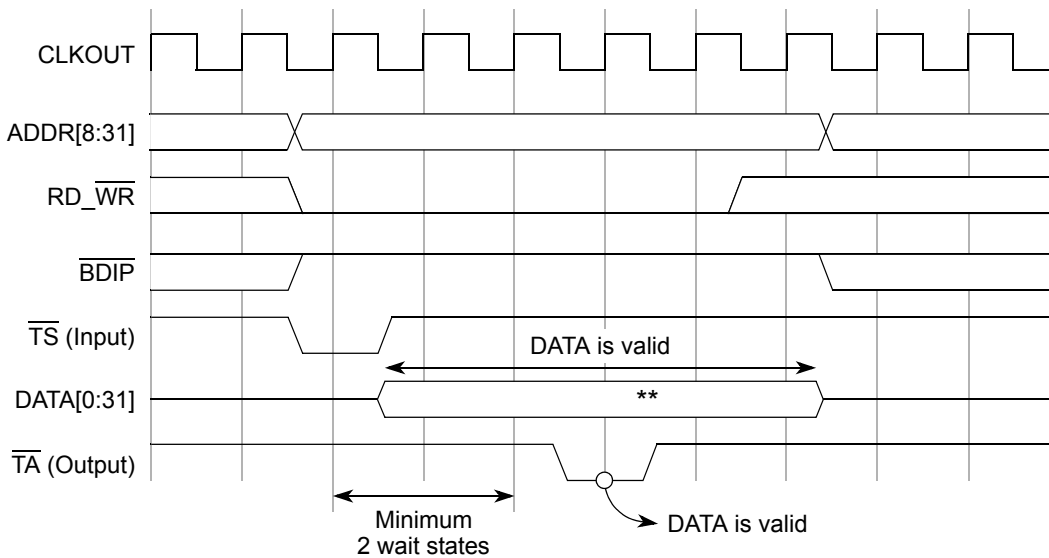 CLKOUT
ADDR[8:31]
RD_WR
BDIP
TS (Input)
DATA is valid
DATA[0:31]
**
TA (Output)
Minimum
2 wait states
DATA is valid